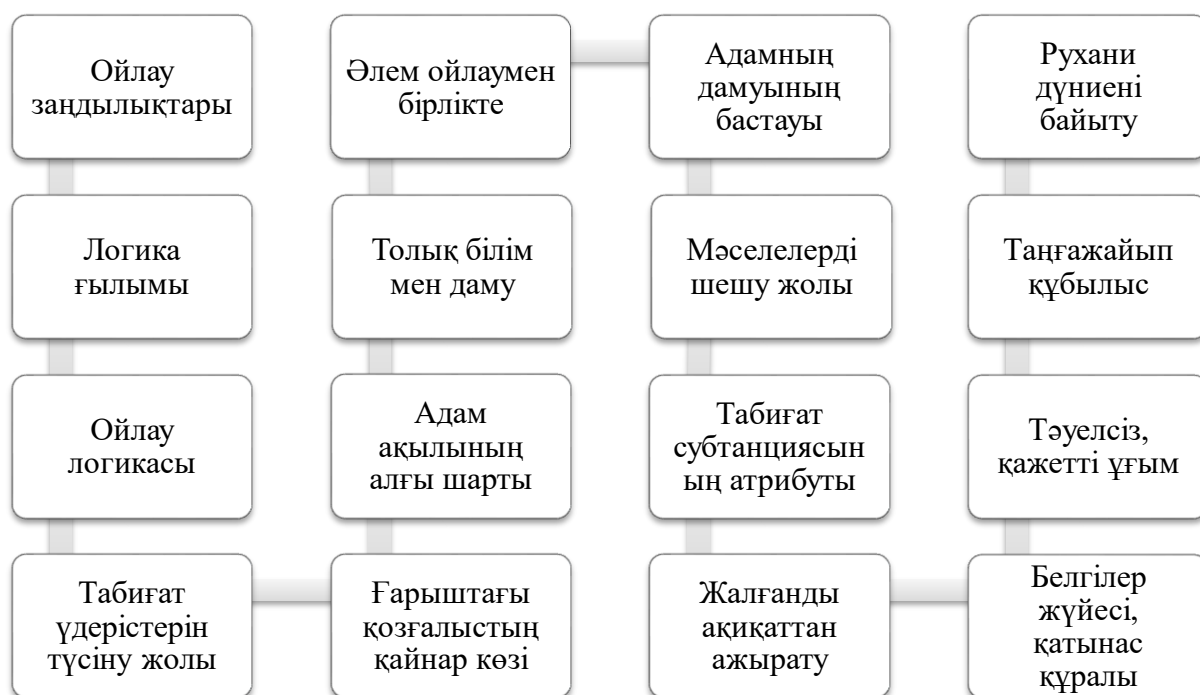 Ойлау
заңдылықтары
Логика
ғылымы
Ойлау
логикасы
Табиғат
үдерістерін
түсіну жолы
Ғарыштағы
қозғалыстың
қайнар көзі
Адам
ақылының
алғы шарты
Толық білім
мен даму
Әлем ойлаумен
бірлікте
Адамның
дамуының
бастауы
Мәселелерді
шешу жолы
Табиғат
субтанциясын
ың атрибуты
Жалғанды
ақиқаттан
ажырату
Белгілер
жүйесі,
қатынас
құралы
Тәуелсіз,
қажетті ұғым
Таңғажайып
құбылыс
Рухани
дүниені
байыту